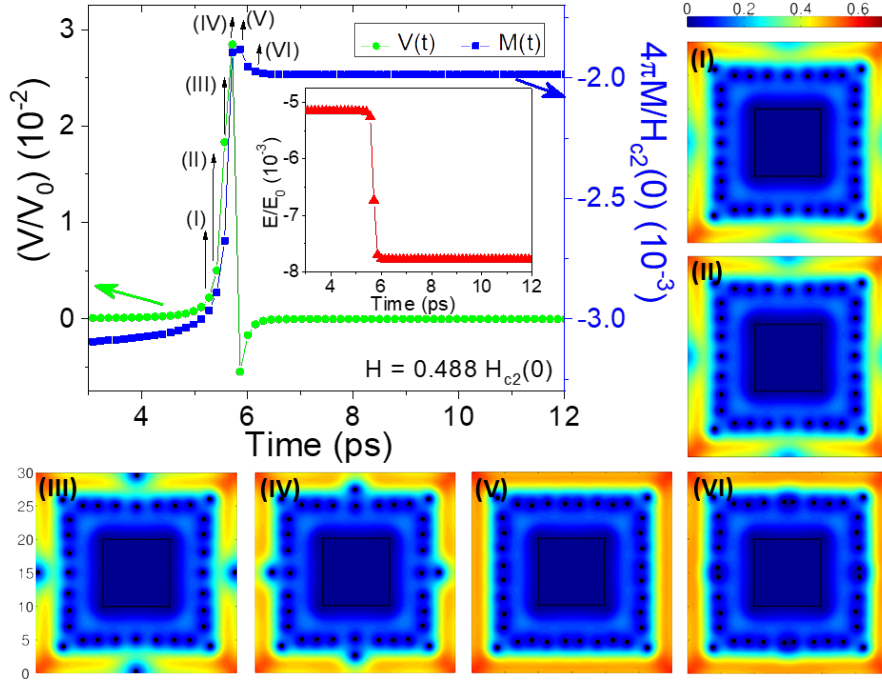 (V/V₀) (10⁻²)
3
2
1
0
4
6
8
10
12
Time (ps)
V(t)
M(t)
(I)
(II)
(III)
(IV)
(V)
(VI)
H = 0.488 H_c2(0)
4πM/H_c2(0) (10⁻³)
-2.0
-2.5
-3.0
E/E₀ (10⁻³)
-5
-6
-7
-8
4
6
8
10
12
Time (ps)
0
0.2
0.4
0.6
(I)
(II)
(III)
30
25
20
15
10
5
0
(IV)
(V)
(VI)